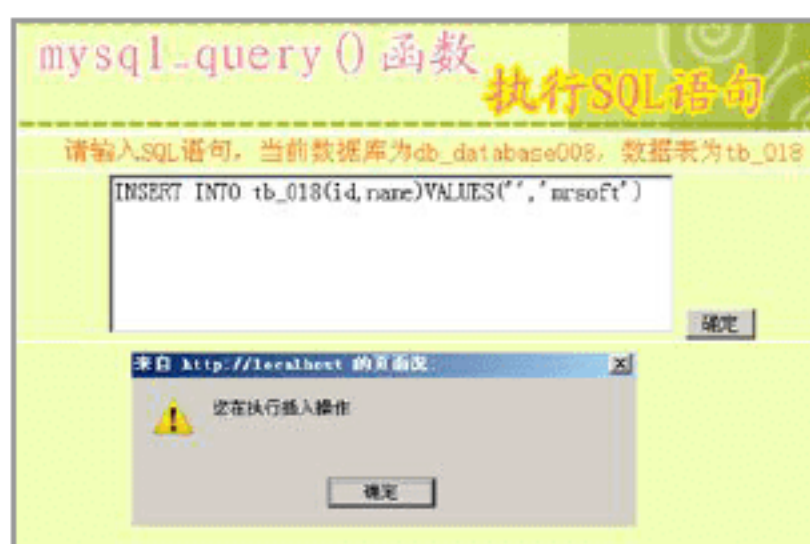 mysql_query()函数
执行SQL语句
请输入SQL语句，当前数据库为db_database008，数据表为tb_018
INSERT INTO tb_018(id,name)VALUES('','mrsoft')
确定
来自 http://localhost 的页面说:
您在执行插入操作
确定